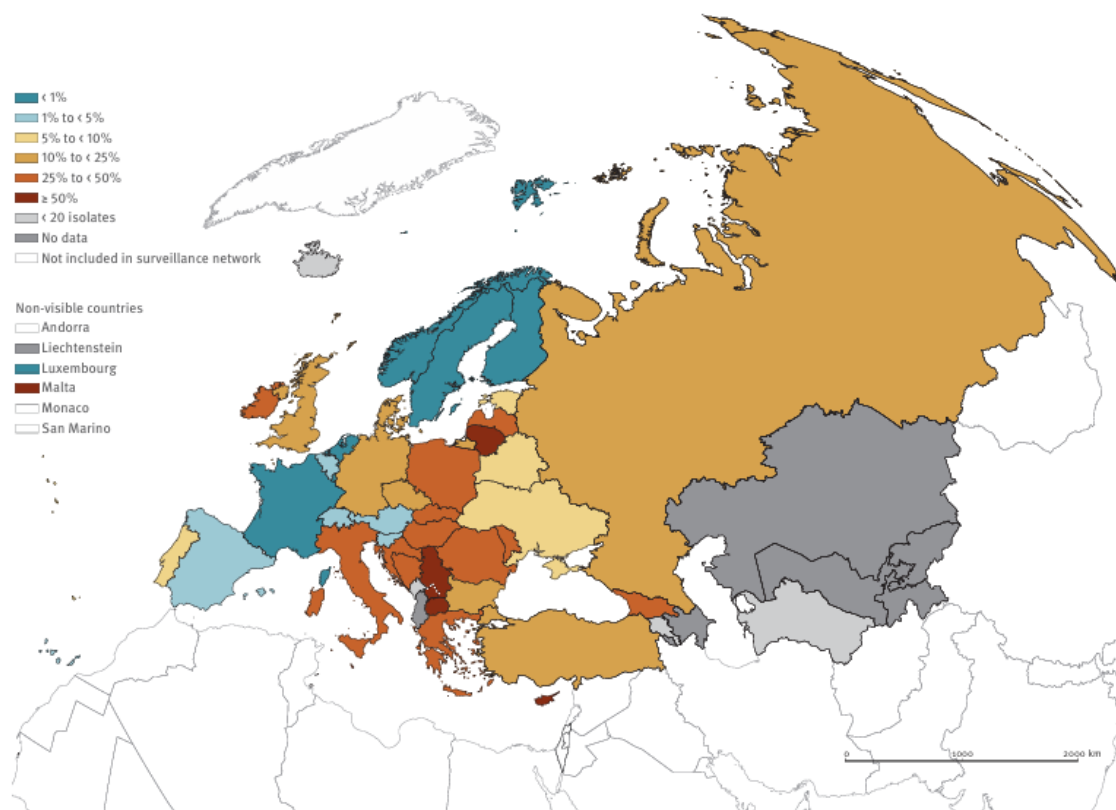 < 1%
1% to < 5%
5% to < 10%
10% to < 25%
25% to < 50%
≥ 50%
< 20 isolates
No data
Not included in surveillance network
Non-visible countries
Andorra
Liechtenstein
Luxembourg
Malta
Monaco
San Marino
0 1000 2000 km